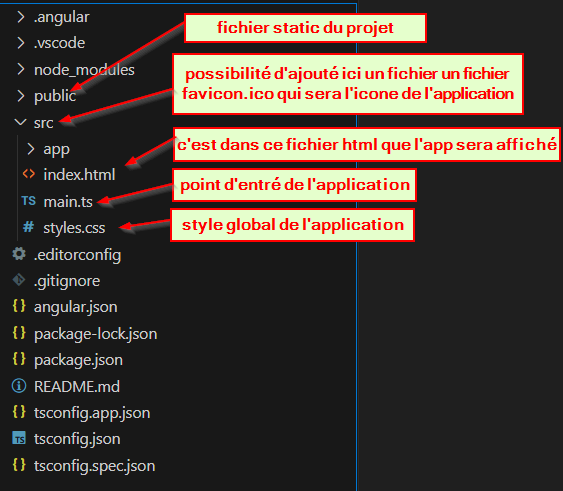 .angular
fichier static du projet
.vscode
node_modules
possibilité d'ajouté ici un fichier un fichier
favicon.ico qui sera l'icone de l'application
public
src
c'est dans ce fichier html que l'app sera affiché
app
index.html
point d'entré de l'application
TS main.ts
style global de l'application
# styles.css
.editorconfig
.gitignore
{} angular.json
{} package-lock.json
{} package.json
README.md
{} tsconfig.app.json
TS tsconfig.json
{} tsconfig.spec.json